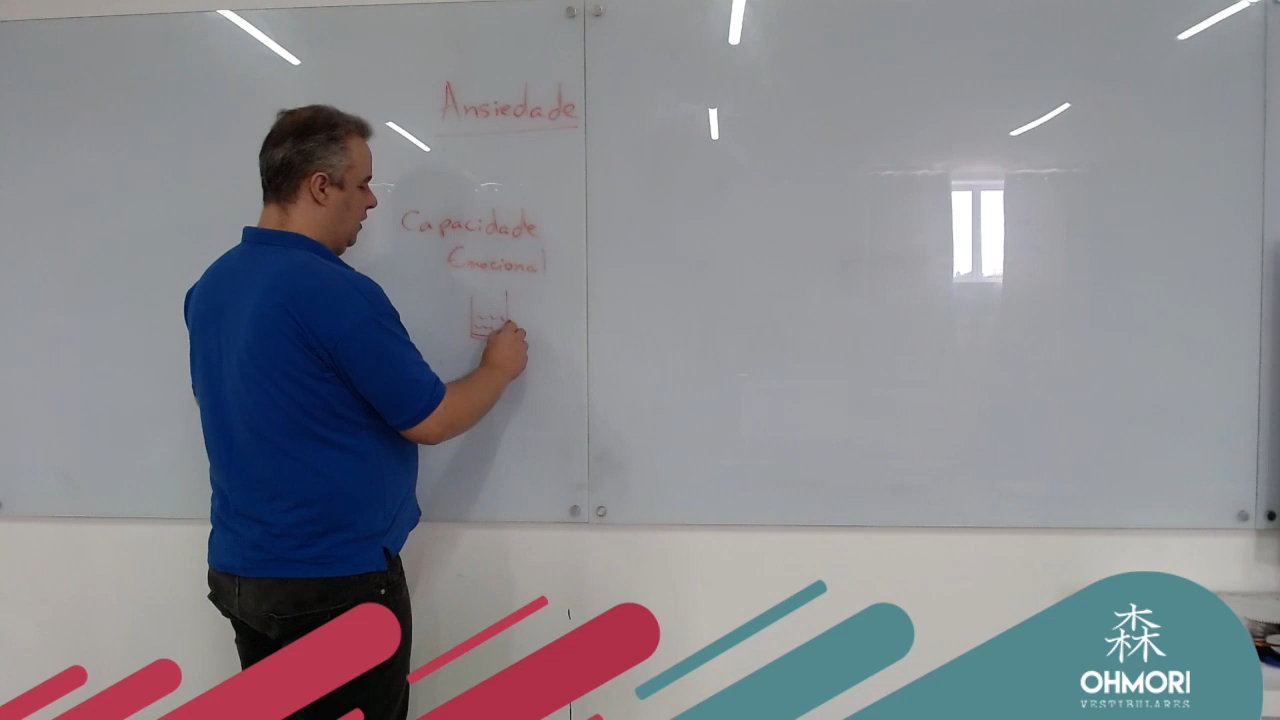 Ansiedade
Capacidade
Emocional
森
OHMORI
VESTIBULARES